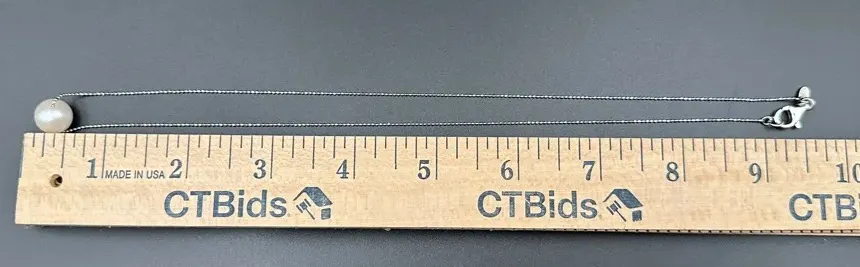 1 MADE IN USA 2 3 4 5 6 7 8 9 10
CTBids. CTBids. CTB